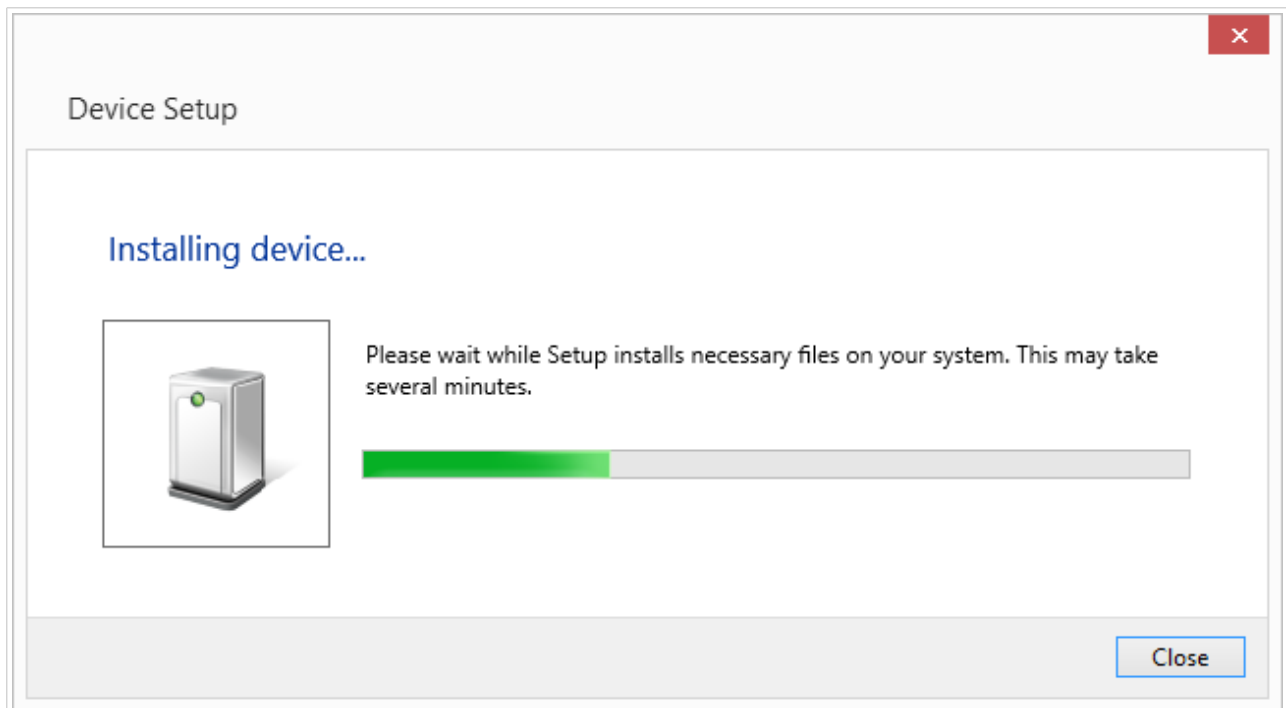 Device Setup
Installing device...
Please wait while Setup installs necessary files on your system. This may take
several minutes.
Close